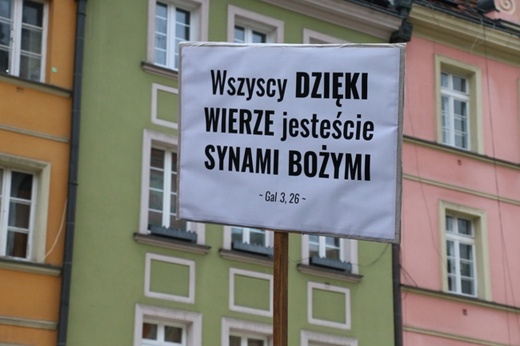 Wszyscy DZIĘKI
WIERZE jesteście
SYNAMI BOŻYMI
~ Gal 3, 26 ~